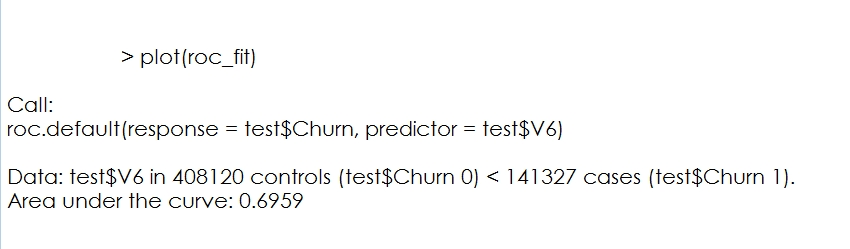 > plot(roc_fit)
Call:
roc.default(response = test$Churn, predictor = test$V6)
Data: test$V6 in 408120 controls (test$Churn 0) < 141327 cases (test$Churn 1).
Area under the curve: 0.6959